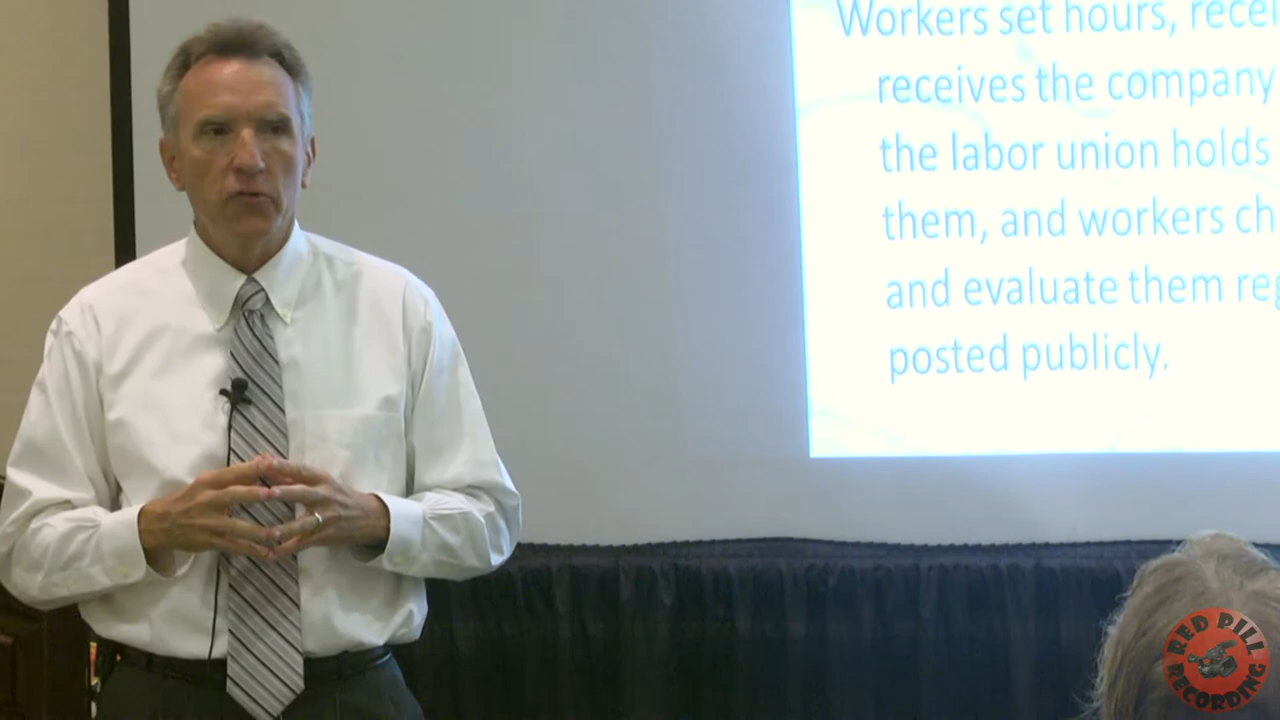 Workers set hours,
receives the company
the labor union holds
them, and workers
and evaluate them
posted publicly.
RED PILL
RECORDING